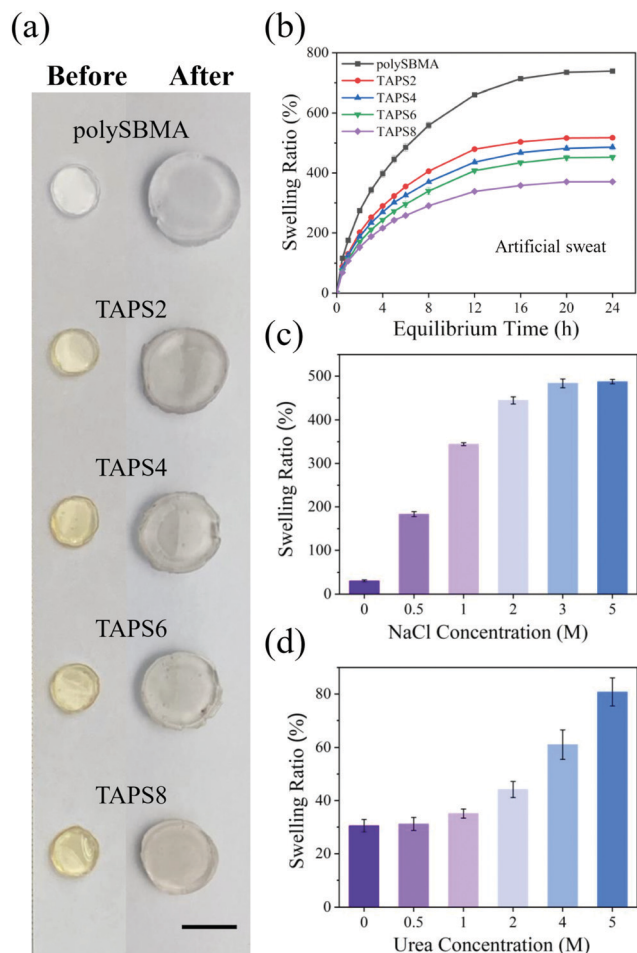 (a)
Before After
polySBMA
TAPS2
TAPS4
TAPS6
TAPS8
(b)
800
600
400
200
0
Swelling Ratio (%)
polySBMA
TAPS2
TAPS4
TAPS6
TAPS8
Artificial sweat
0 4 8 12 16 20 24
Equilibrium Time (h)
(c)
500
400
300
200
100
0
Swelling Ratio (%)
0 0.5 1 2 3 5
NaCl Concentration (M)
(d)
80
60
40
20
0
Swelling Ratio (%)
0 0.5 1 2 4 5
Urea Concentration (M)